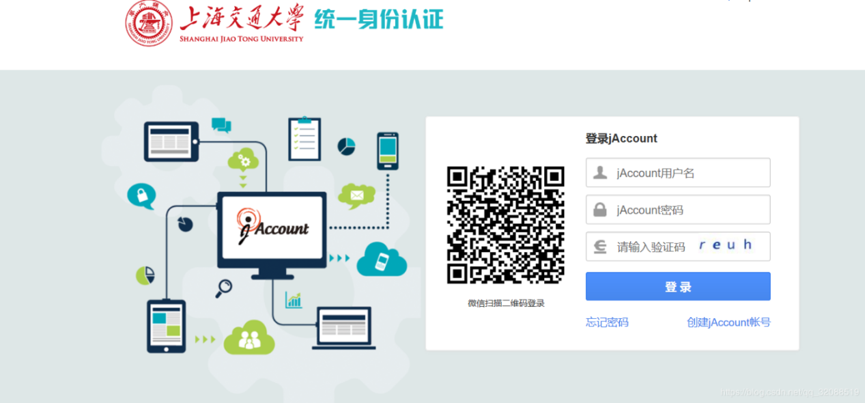 上海交通大学 统一身份认证
SHANGHAI JIAO TONG UNIVERSITY
jAccount
登录jAccount
jAccount用户名
jAccount密码
请输入验证码 reuh
登 录
忘记密码 创建jAccount帐号
微信扫描二维码登录